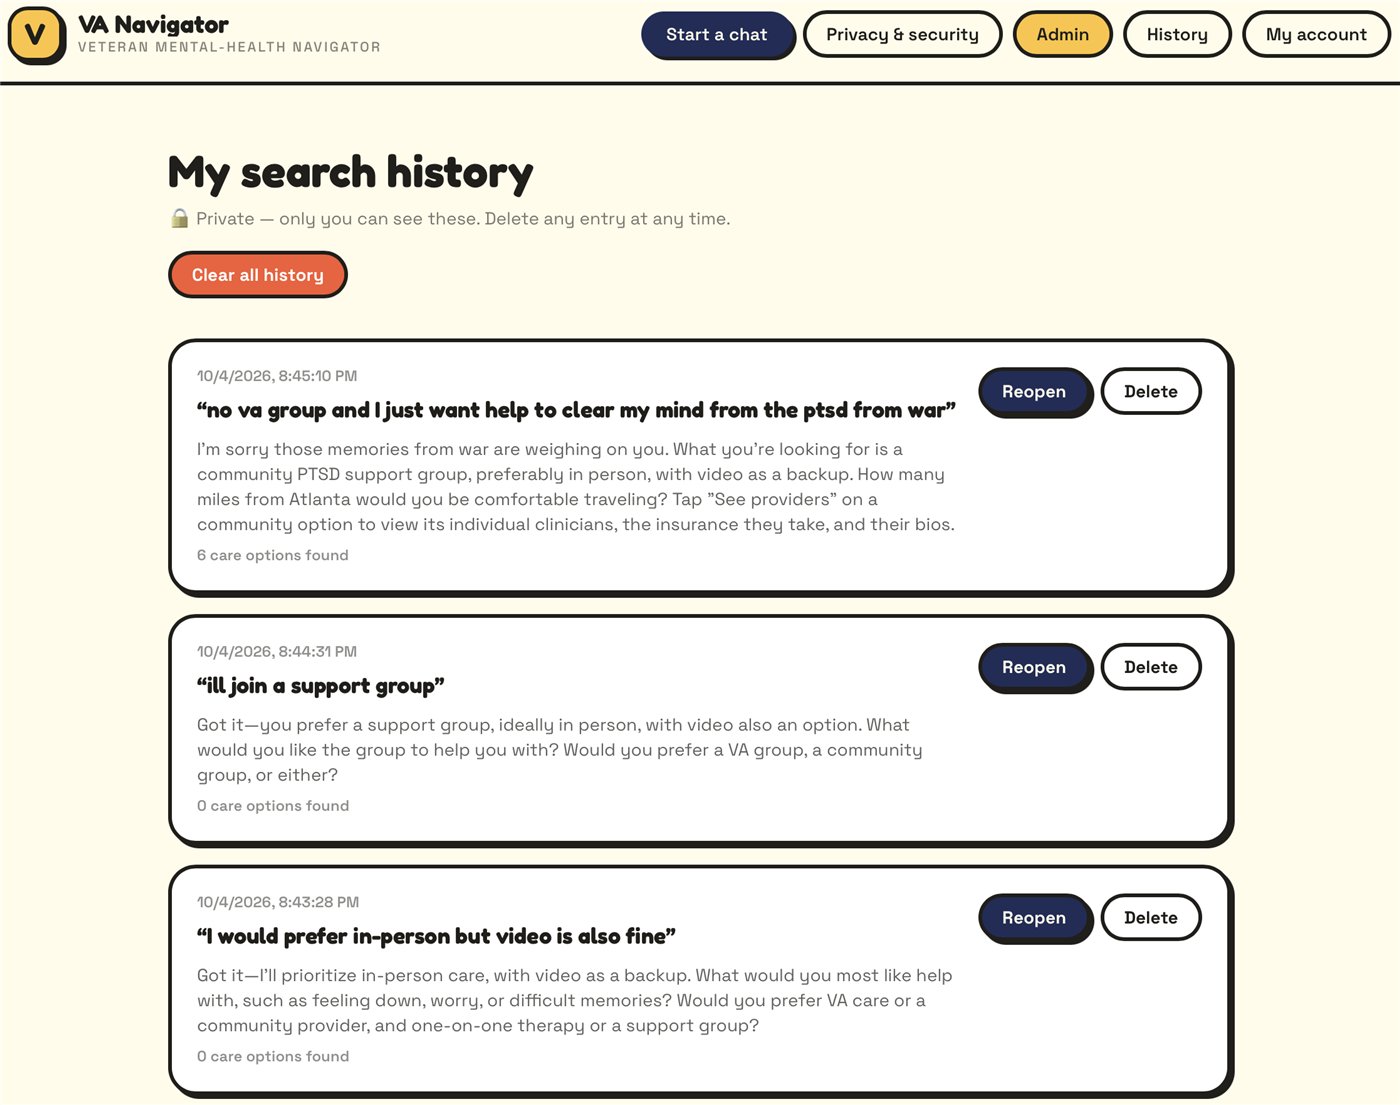 V
VA Navigator
VETERAN MENTAL-HEALTH NAVIGATOR
Start a chat
Privacy & security
Admin
History
My account
My search history
🔒 Private — only you can see these. Delete any entry at any time.
Clear all history
10/4/2026, 8:45:10 PM
“no va group and I just want help to clear my mind from the ptsd from war”
I’m sorry those memories from war are weighing on you. What you’re looking for is a
community PTSD support group, preferably in person, with video as a backup. How many
miles from Atlanta would you be comfortable traveling? Tap "See providers" on a
community option to view its individual clinicians, the insurance they take, and their bios.
6 care options found
Reopen
Delete
10/4/2026, 8:44:31 PM
“ill join a support group”
Got it—you prefer a support group, ideally in person, with video also an option. What
would you like the group to help you with? Would you prefer a VA group, a community
group, or either?
0 care options found
Reopen
Delete
10/4/2026, 8:43:28 PM
“I would prefer in-person but video is also fine”
Got it—I’ll prioritize in-person care, with video as a backup. What would you most like help
with, such as feeling down, worry, or difficult memories? Would you prefer VA care or a
community provider, and one-on-one therapy or a support group?
0 care options found
Reopen
Delete